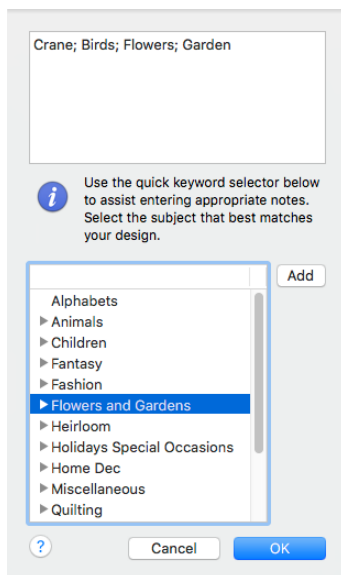 Crane; Birds; Flowers; Garden
Use the quick keyword selector below
to assist entering appropriate notes.
Select the subject that best matches
your design.
Add
Alphabets
Animals
Children
Fantasy
Fashion
Flowers and Gardens
Heirloom
Holidays Special Occasions
Home Dec
Miscellaneous
Quilting
? Cancel OK